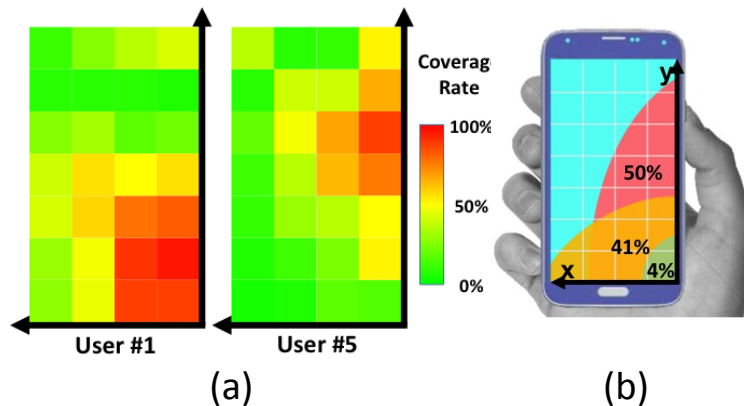 Coverage
Rate
100%
50%
0%
User #1
User #5
(a)
y
50%
41%
4%
x
(b)